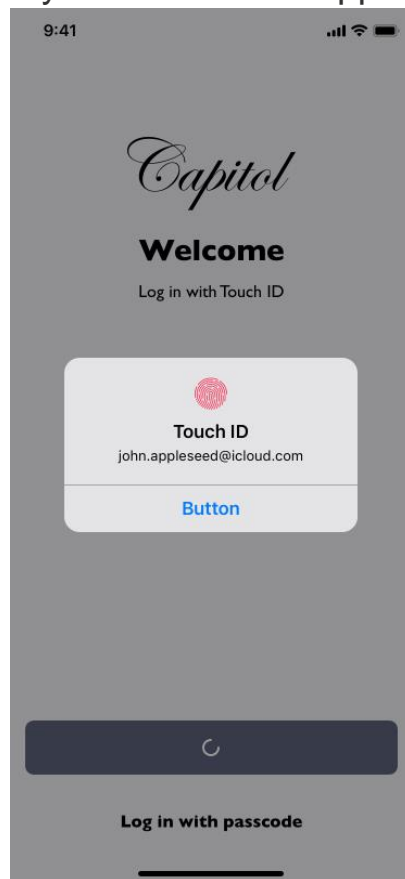 9:41
Capitol
Welcome
Log in with Touch ID
Touch ID
john.appleseed@icloud.com
Button
Log in with passcode